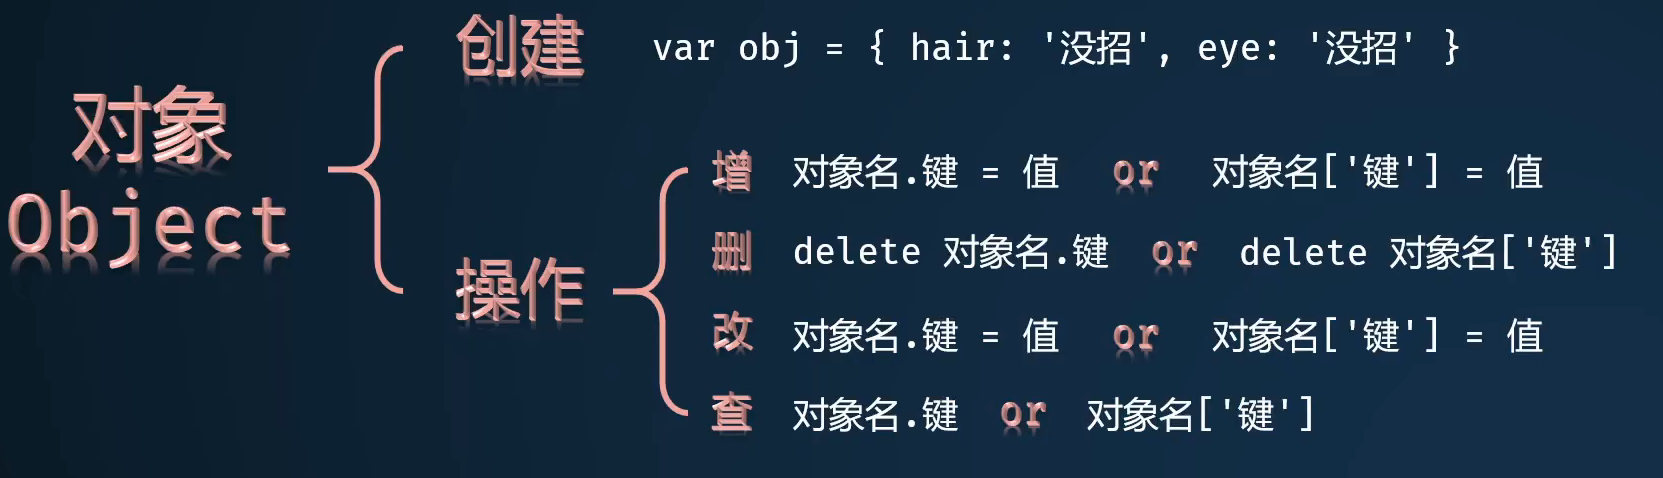 对象
Object
创建 var obj = { hair: '没招', eye: '没招' }
操作
增 对象名.键 = 值 or 对象名['键'] = 值
删 delete 对象名.键 or delete 对象名['键']
改 对象名.键 = 值 or 对象名['键'] = 值
查 对象名.键 or 对象名['键']